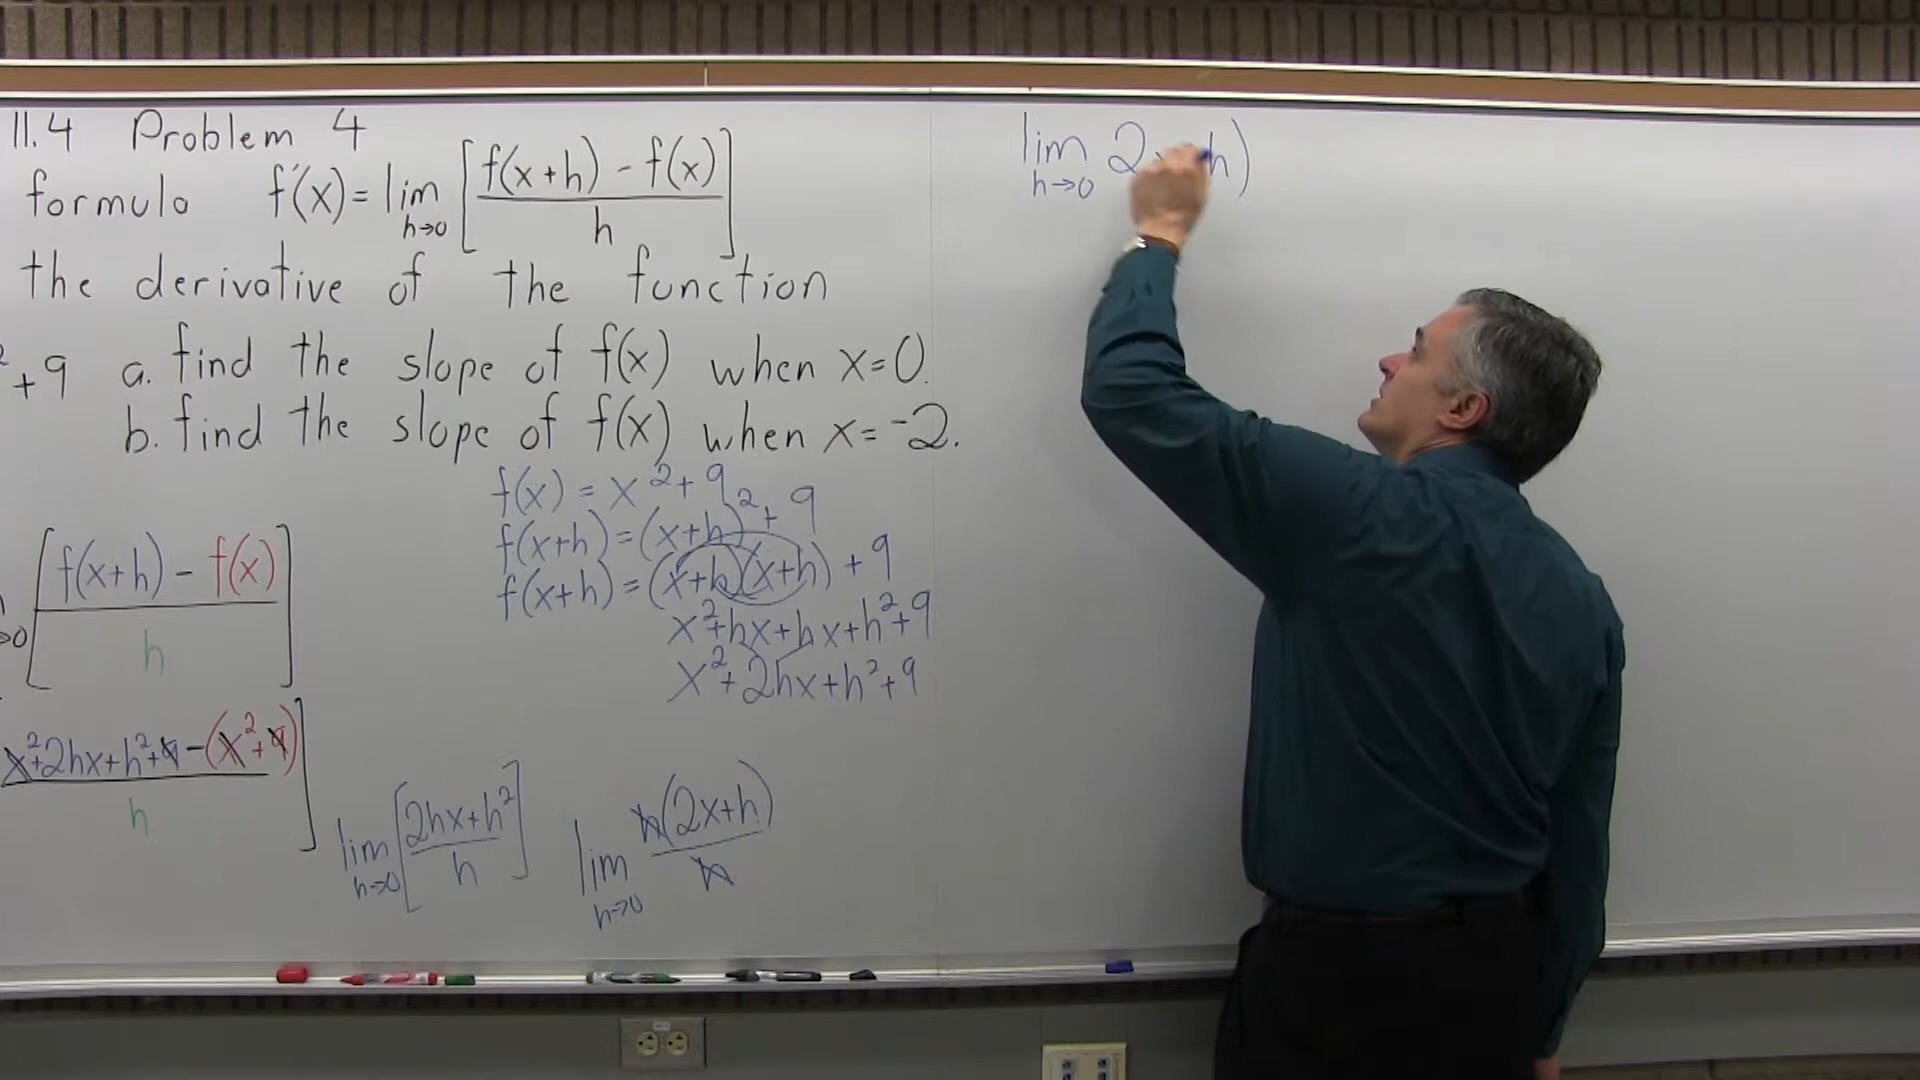 11.4 Problem 4
formula f'(x) = lim h→0 [f(x+h) - f(x) / h]
the derivative of the function
² + 9 a. find the slope of f(x) when x=0.
b. find the slope of f(x) when x=-2.
f(x) = x² + 9
f(x+h) = (x+h)² + 9
f(x+h) = (x+h)(x+h) + 9
x²+hx+hx+h²+9
x²+2hx+h²+9
→0 [f(x+h) - f(x) / h]
x²+2hx+h²+9 - (x²+9)] / h
lim h→0 [2hx+h² / h]
lim h→0 h(2x+h) / h
lim h→0 2x h)